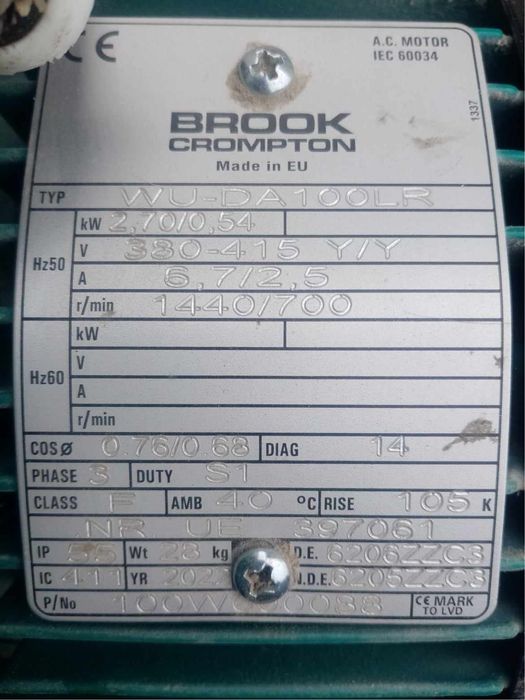 CE
A.C. MOTOR
IEC 60034
BROOK
CROMPTON
Made in EU
1337
TYP WU-DA100LR
Hz50
kW 2,70/0,54
V 380-415 Y/Y
A 6,7/2,5
r/min 1440/700
Hz60
kW
V
A
r/min
COSø 0.76/0.68 DIAG 14
PHASE 3 DUTY S1
CLASS F AMB 40 °C RISE 105 K
NR UE 397061
IP 55 Wt 28 kg D.E. 6206ZZC3
IC 411 YR N.D.E. 6205ZZC3
P/No
CE MARK
TO LVD